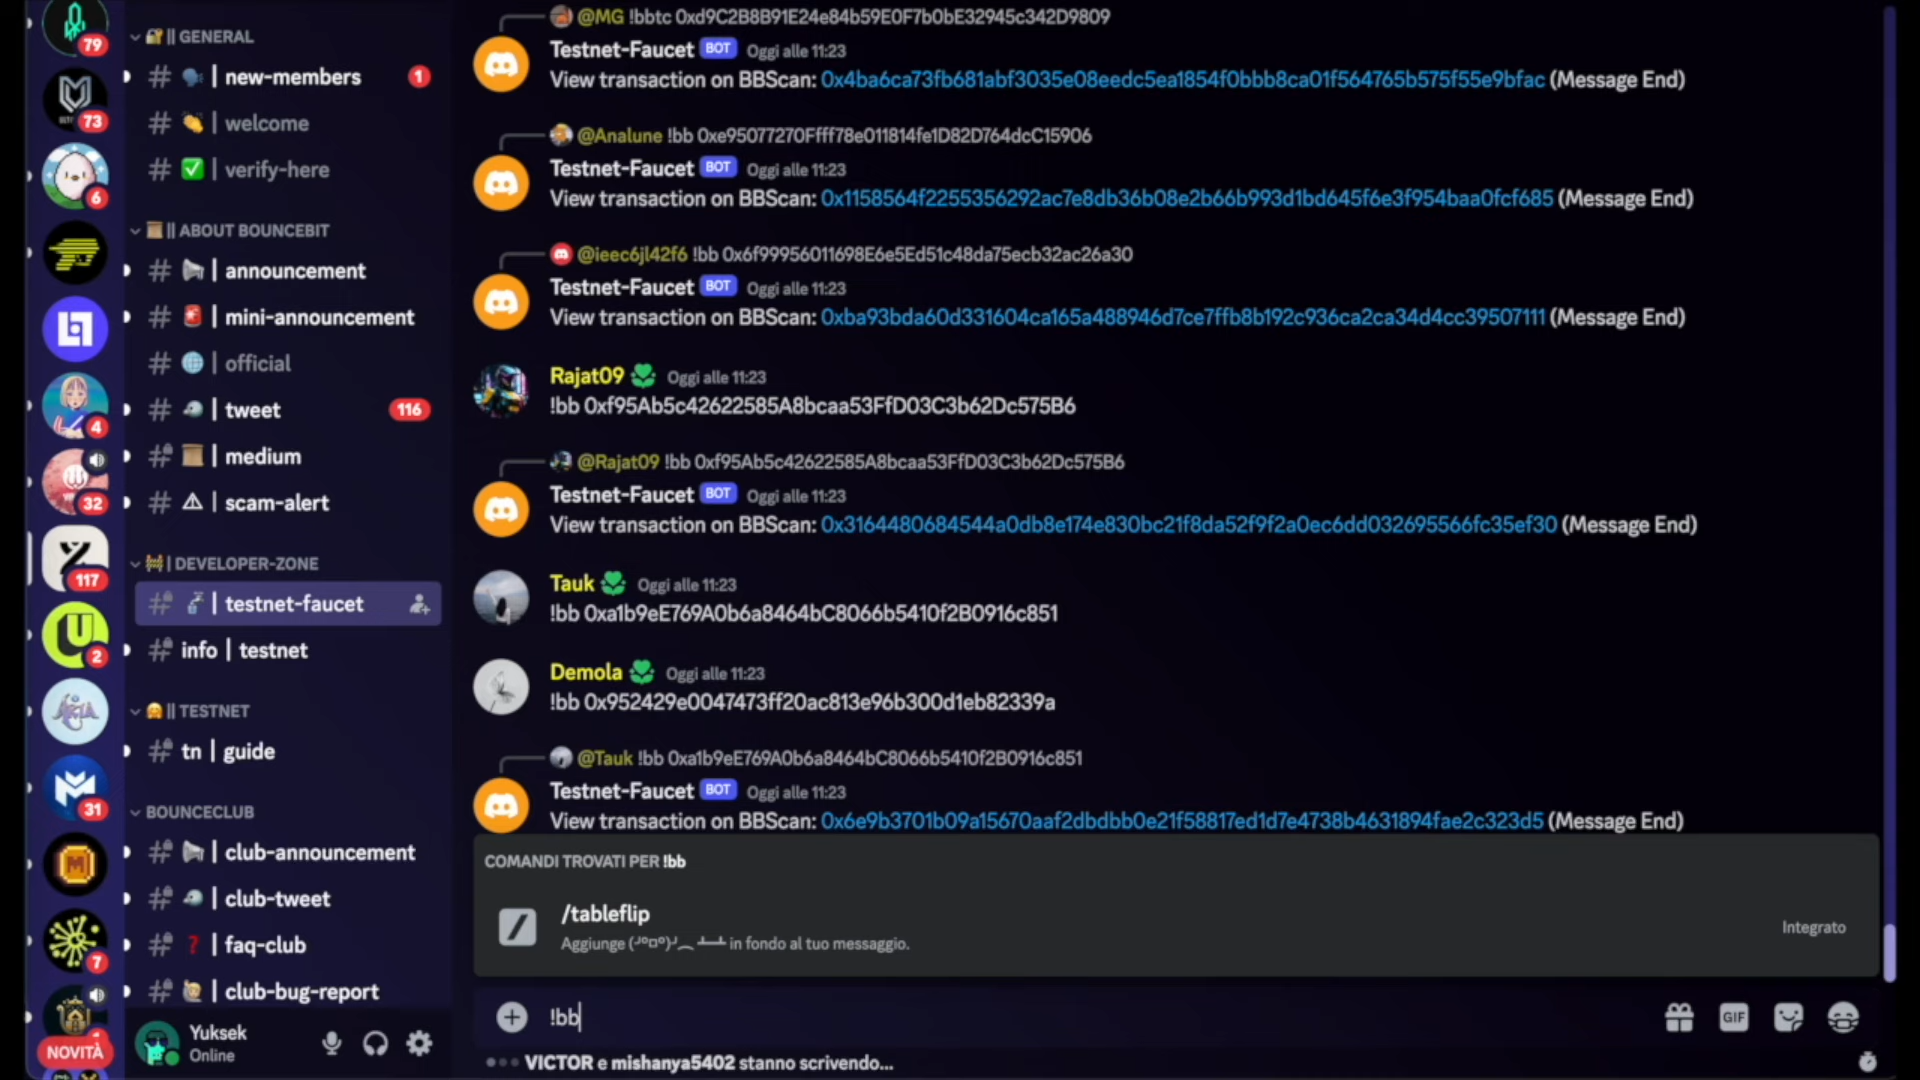 79
73
6
4
32
117
2
31
7
NOVITÀ
|| GENERAL
# | new-members 1
# | welcome
# | verify-here
|| ABOUT BOUNCEBIT
# | announcement
# | mini-announcement
# | official
# | tweet 116
# | medium
# | scam-alert
| DEVELOPER-ZONE
# | testnet-faucet
# info | testnet
|| TESTNET
# tn | guide
BOUNCECLUB
# | club-announcement
# | club-tweet
# | faq-club
# | club-bug-report
Yuksek
Online
@MG !bbtc 0xd9C2B8B91E24e84b59E0F7b0bE32945c342D9809
Testnet-Faucet BOT Oggi alle 11:23
View transaction on BBScan: 0x4ba6ca73fb681abf3035e08eedc5ea1854f0bbb8ca01f564765b575f55e9bfac (Message End)
@Analune !bb 0xe95077270Ffff78e011814fe1D82D764dcC15906
Testnet-Faucet BOT Oggi alle 11:23
View transaction on BBScan: 0x1158564f2255356292ac7e8db36b08e2b66b993d1bd645f6e3f954baa0fcf685 (Message End)
@ieec6jl42f6 !bb 0x6f99956011698E6e5Ed51c48da75ecb32ac26a30
Testnet-Faucet BOT Oggi alle 11:23
View transaction on BBScan: 0xba93bda60d331604ca165a488946d7ce7ffb8b192c936ca2ca34d4cc39507111 (Message End)
Rajat09 Oggi alle 11:23
!bb 0xf95Ab5c42622585A8bcaa53FfD03C3b62Dc575B6
@Rajat09 !bb 0xf95Ab5c42622585A8bcaa53FfD03C3b62Dc575B6
Testnet-Faucet BOT Oggi alle 11:23
View transaction on BBScan: 0x3164480684544a0db8e174e830bc21f8da52f9f2a0ec6dd032695566fc35ef30 (Message End)
Tauk Oggi alle 11:23
!bb 0xa1b9eE769A0b6a8464bC8066b5410f2B0916c851
Demola Oggi alle 11:23
!bb 0x952429e0047473ff20ac813e96b300d1eb82339a
@Tauk !bb 0xa1b9eE769A0b6a8464bC8066b5410f2B0916c851
Testnet-Faucet BOT Oggi alle 11:23
View transaction on BBScan: 0x6e9b3701b09a15670aaf2dbdbb0e21f58817ed1d7e4738b4631894fae2c323d5 (Message End)
COMANDI TROVATI PER !bb
/tableflip
Aggiunge (╯°□°)╯︵ ┻━┻ in fondo al tuo messaggio.
Integrato
!bb
GIF
VICTOR e mishanya5402 stanno scrivendo...